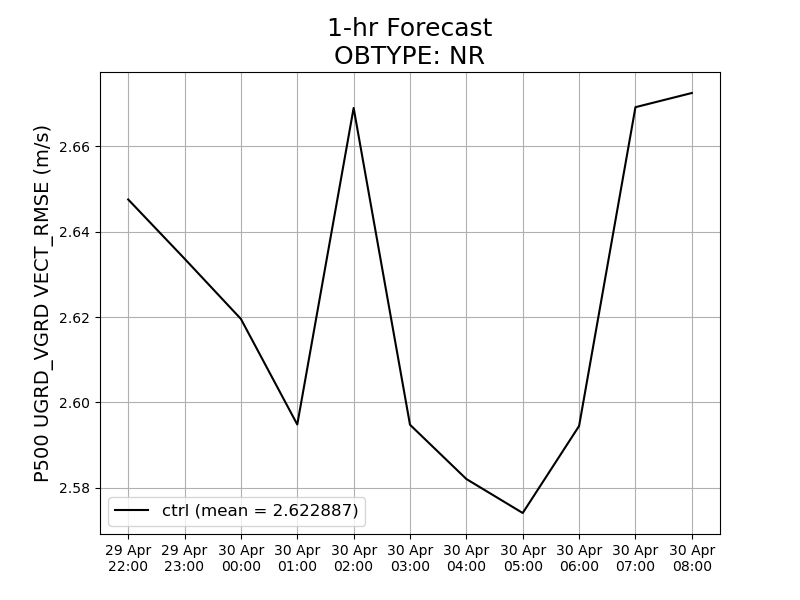 1-hr Forecast
OBTYPE: NR
P500 UGRD_VGRD VECT_RMSE (m/s)
2.66
2.64
2.62
2.60
2.58
ctrl (mean = 2.622887)
29 Apr 29 Apr 30 Apr 30 Apr 30 Apr 30 Apr 30 Apr 30 Apr 30 Apr 30 Apr 30 Apr
22:00 23:00 00:00 01:00 02:00 03:00 04:00 05:00 06:00 07:00 08:00